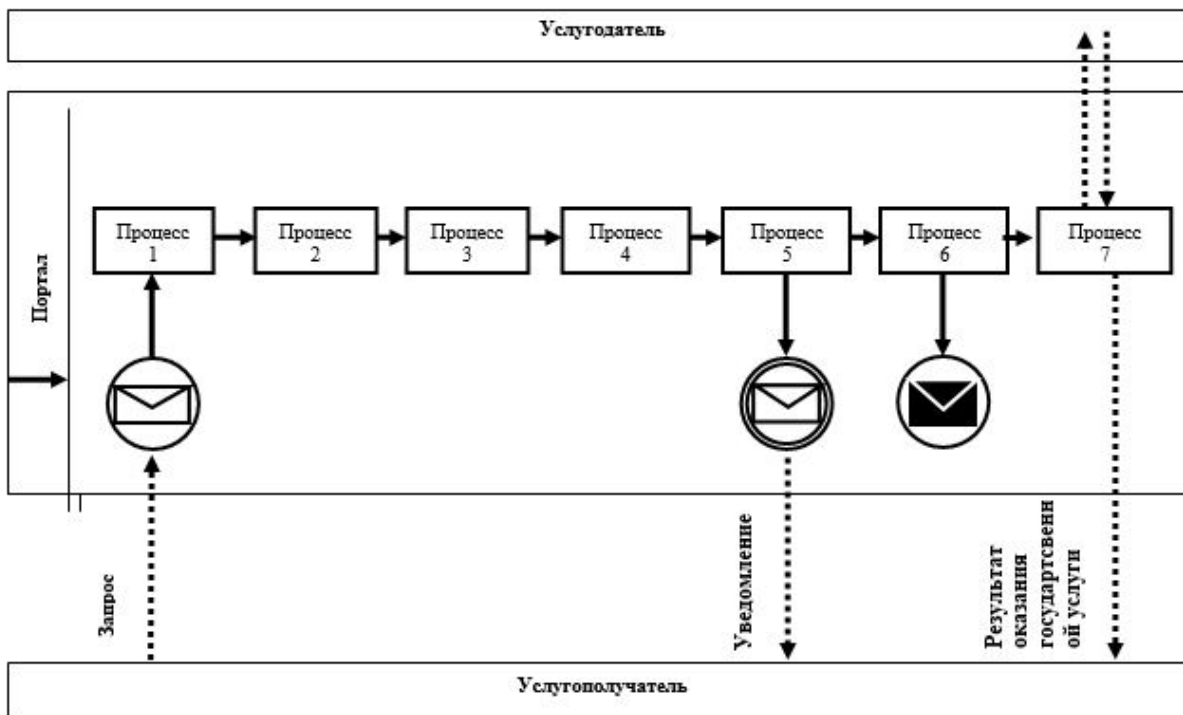 Услугодатель
Портал
Процесс
1
Процесс
2
Процесс
3
Процесс
4
Процесс
5
Процесс
6
Процесс
7
Запрос
Уведомление
Результат
оказания
государтсвенн
ой услуги
Услугополучатель